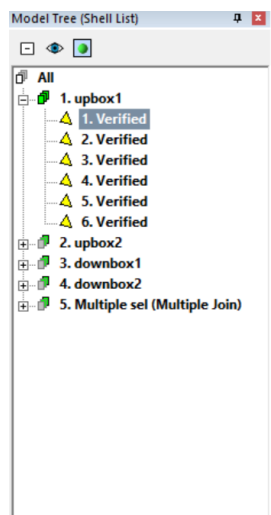 Model Tree (Shell List)
All
1. upbox1
1. Verified
2. Verified
3. Verified
4. Verified
5. Verified
6. Verified
2. upbox2
3. downbox1
4. downbox2
5. Multiple sel (Multiple Join)